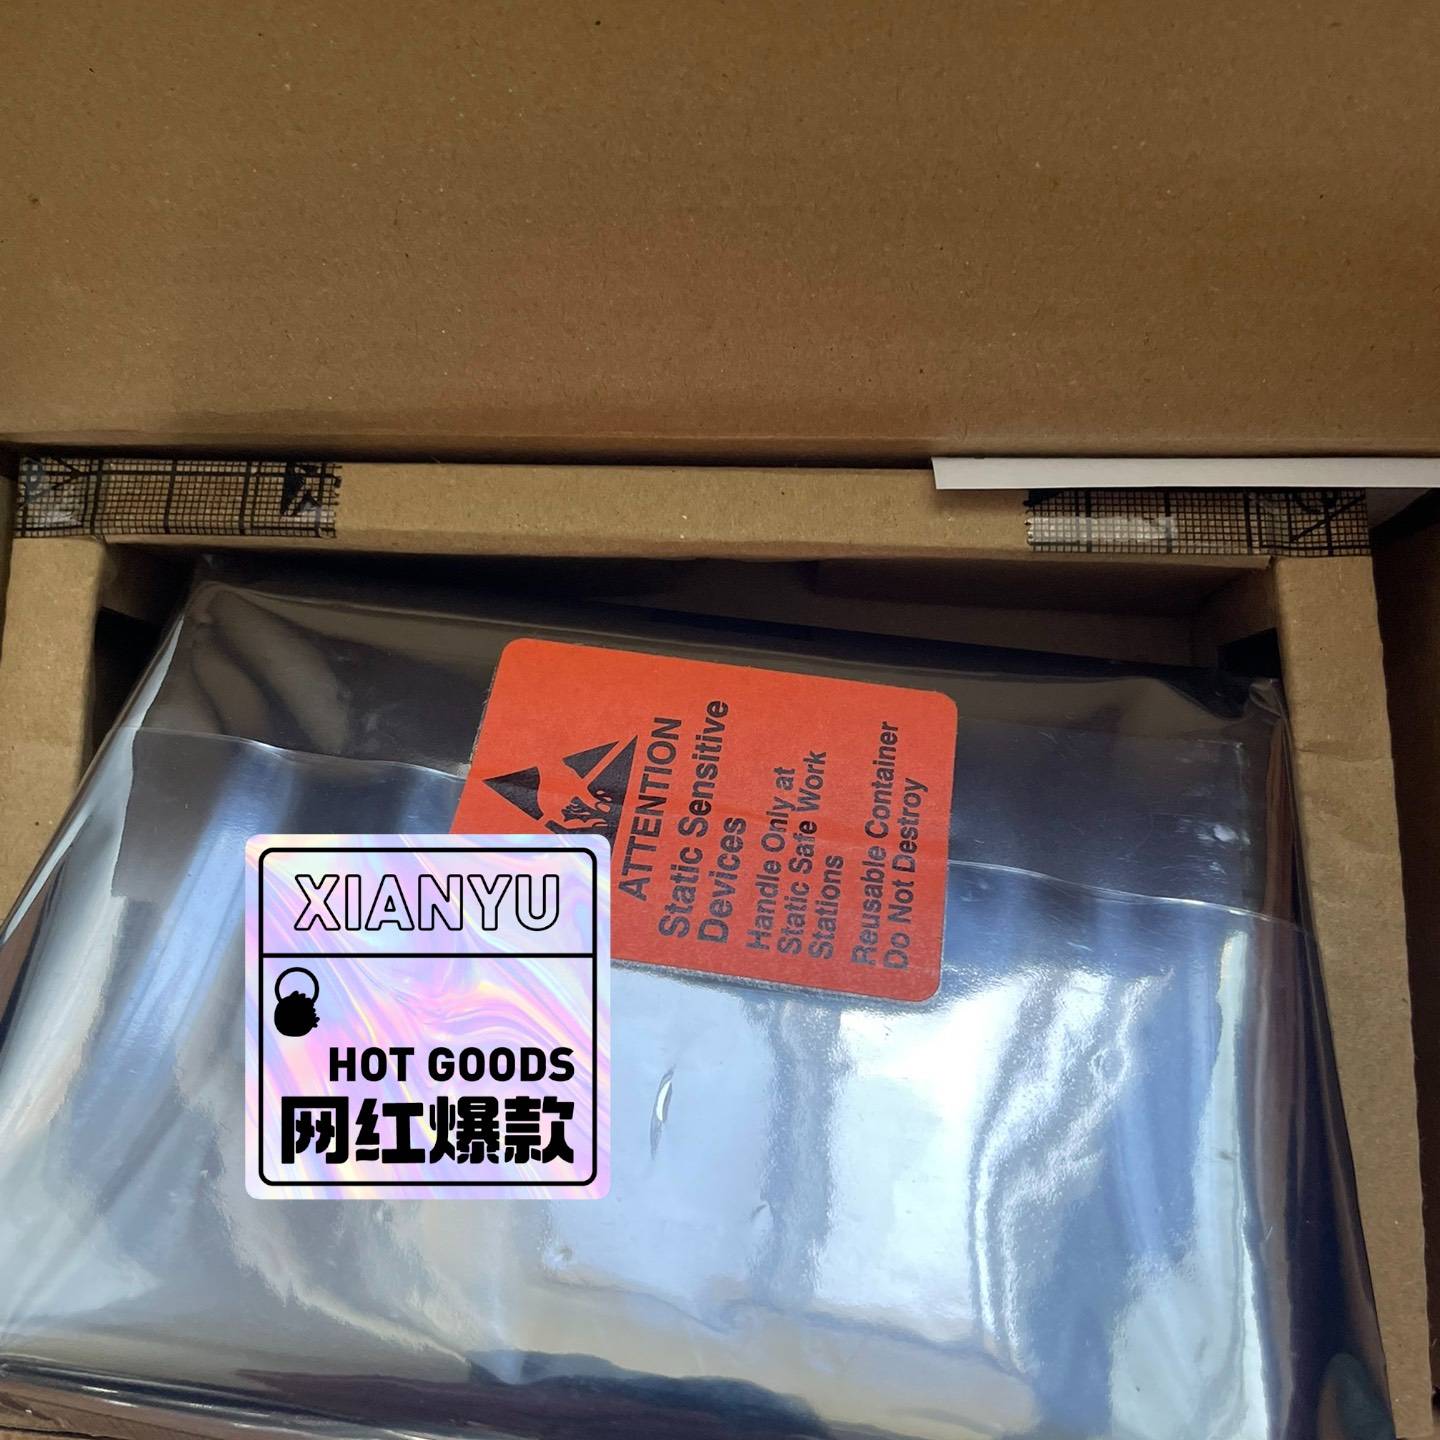 ATTENTION
Static Sensitive
Devices
Handle Only at
Static Safe Work
Stations
Reusable Container
Do Not Destroy
XIANYU
HOT GOODS
网红爆款